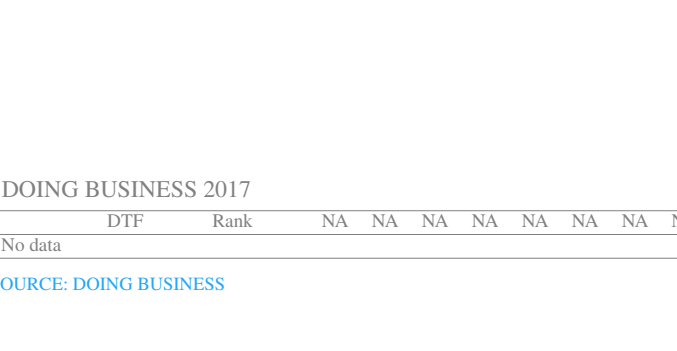 DOING BUSINESS 2017
DTF Rank NA NA NA NA NA NA NA
No data
OURCE: DOING BUSINESS